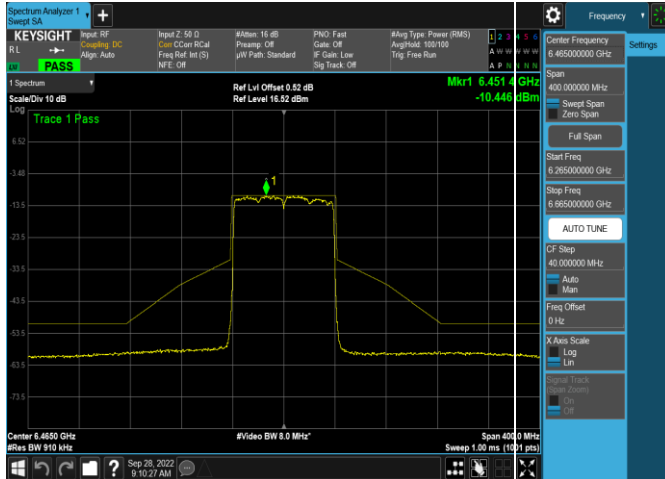 Spectrum Analyzer 1
Swept SA
+
Frequency
KEYSIGHT
R L
LXI
PASS
Input: RF
Coupling: DC
Align: Auto
Input Z: 50 Ω
Corr CCorr RCal
Freq Ref: Int (S)
NFE: Off
#Atten: 16 dB
Preamp: Off
µW Path: Standard
PNO: Fast
Gate: Off
IF Gain: Low
Sig Track: Off
#Avg Type: Power (RMS)
Avg|Hold: 100/100
Trig: Free Run
1 2 3 4 5 6
A W W W W W
A P N N N N
1 Spectrum
Scale/Div 10 dB
Log
Ref Lvl Offset 0.52 dB
Ref Level 16.52 dBm
Mkr1 6.451 4 GHz
-10.446 dBm
Trace 1 Pass
6.52
-3.48
-13.5
-23.5
-33.5
-43.5
-53.5
-63.5
-73.5
1
Center 6.4650 GHz
#Res BW 910 kHz
#Video BW 8.0 MHz*
Span 400.0 MHz
Sweep 1.00 ms (1001 pts)
Sep 28, 2022
9:10:27 AM
?
Settings
Center Frequency
6.465000000 GHz
Span
400.000000 MHz
Swept Span
Zero Span
Full Span
Start Freq
6.265000000 GHz
Stop Freq
6.665000000 GHz
AUTO TUNE
CF Step
40.000000 MHz
Auto
Man
Freq Offset
0 Hz
X Axis Scale
Log
Lin
Signal Track
(Span Zoom)
On
Off